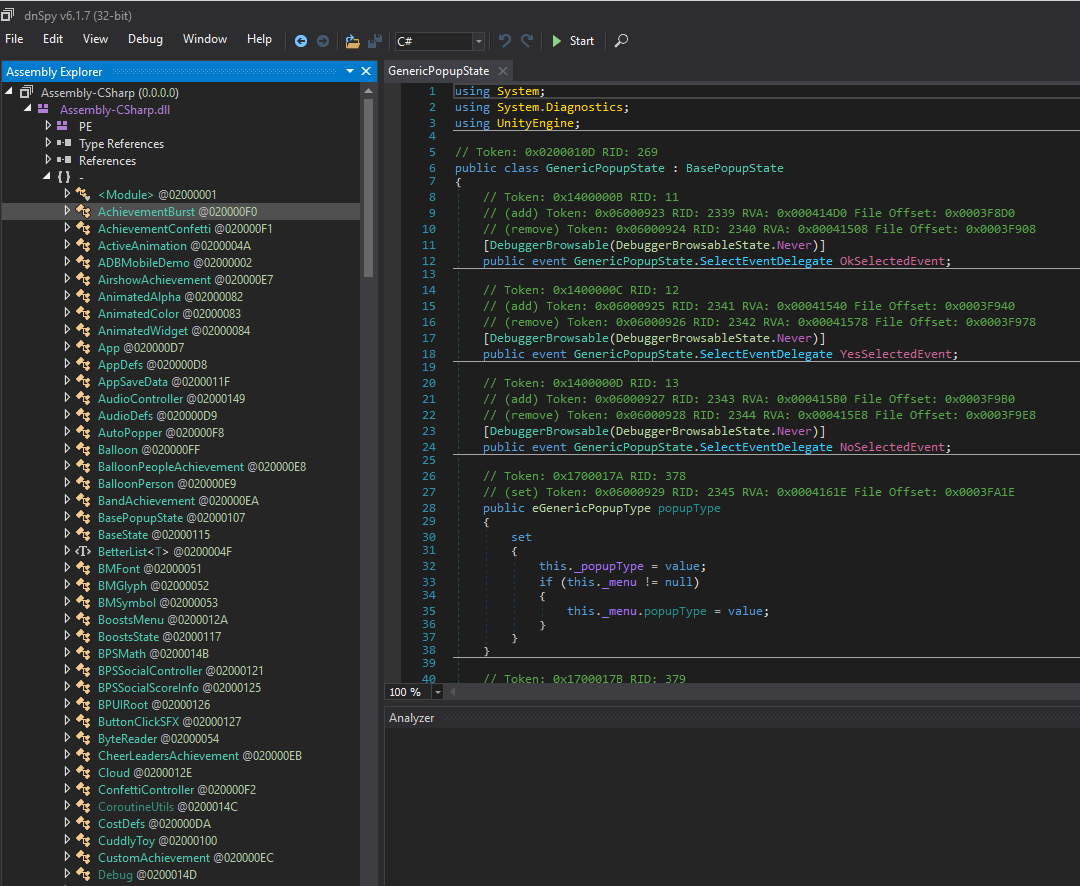 dnSpy v6.1.7 (32-bit)
File Edit View Debug Window Help C# Start
Assembly Explorer
Assembly-CSharp (0.0.0.0)
Assembly-CSharp.dll
PE
Type References
References
{ } -
<Module> @02000001
AchievementBurst @020000F0
AchievementConfetti @020000F1
ActiveAnimation @0200004A
ADBMobileDemo @02000002
AirshowAchievement @020000E7
AnimatedAlpha @02000082
AnimatedColor @02000083
AnimatedWidget @02000084
App @020000D7
AppDefs @020000D8
AppSaveData @0200011F
AudioController @02000149
AudioDefs @020000D9
AutoPopper @020000F8
Balloon @020000FF
BalloonPeopleAchievement @020000E8
BalloonPerson @020000E9
BandAchievement @020000EA
BasePopupState @02000107
BaseState @02000115
<T> BetterList<T> @0200004F
BMFont @02000051
BMGlyph @02000052
BMSymbol @02000053
BoostsMenu @0200012A
BoostsState @02000117
BPSMath @0200014B
BPSSocialController @02000121
BPSSocialScoreInfo @02000125
BPUIRoot @02000126
ButtonClickSFX @02000127
ByteReader @02000054
CheerLeadersAchievement @020000EB
Cloud @0200012E
ConfettiController @020000F2
CoroutineUtils @0200014C
CostDefs @020000DA
CuddlyToy @02000100
CustomAchievement @020000EC
Debug @0200014D
GenericPopupState
1 using System;
2 using System.Diagnostics;
3 using UnityEngine;
4
5 // Token: 0x0200010D RID: 269
6 public class GenericPopupState : BasePopupState
7 {
8 // Token: 0x1400000B RID: 11
9 // (add) Token: 0x06000923 RID: 2339 RVA: 0x000414D0 File Offset: 0x0003F8D0
10 // (remove) Token: 0x06000924 RID: 2340 RVA: 0x00041508 File Offset: 0x0003F908
11 [DebuggerBrowsable(DebuggerBrowsableState.Never)]
12 public event GenericPopupState.SelectEventDelegate OkSelectedEvent;
13
14 // Token: 0x1400000C RID: 12
15 // (add) Token: 0x06000925 RID: 2341 RVA: 0x00041540 File Offset: 0x0003F940
16 // (remove) Token: 0x06000926 RID: 2342 RVA: 0x00041578 File Offset: 0x0003F978
17 [DebuggerBrowsable(DebuggerBrowsableState.Never)]
18 public event GenericPopupState.SelectEventDelegate YesSelectedEvent;
19
20 // Token: 0x1400000D RID: 13
21 // (add) Token: 0x06000927 RID: 2343 RVA: 0x000415B0 File Offset: 0x0003F9B0
22 // (remove) Token: 0x06000928 RID: 2344 RVA: 0x000415E8 File Offset: 0x0003F9E8
23 [DebuggerBrowsable(DebuggerBrowsableState.Never)]
24 public event GenericPopupState.SelectEventDelegate NoSelectedEvent;
25
26 // Token: 0x1700017A RID: 378
27 // (set) Token: 0x06000929 RID: 2345 RVA: 0x0004161E File Offset: 0x0003FA1E
28 public eGenericPopupType popupType
29 {
30 set
31 {
32 this._popupType = value;
33 if (this._menu != null)
34 {
35 this._menu.popupType = value;
36 }
37 }
38 }
39
40 // Token: 0x1700017B RID: 379
100 %
Analyzer